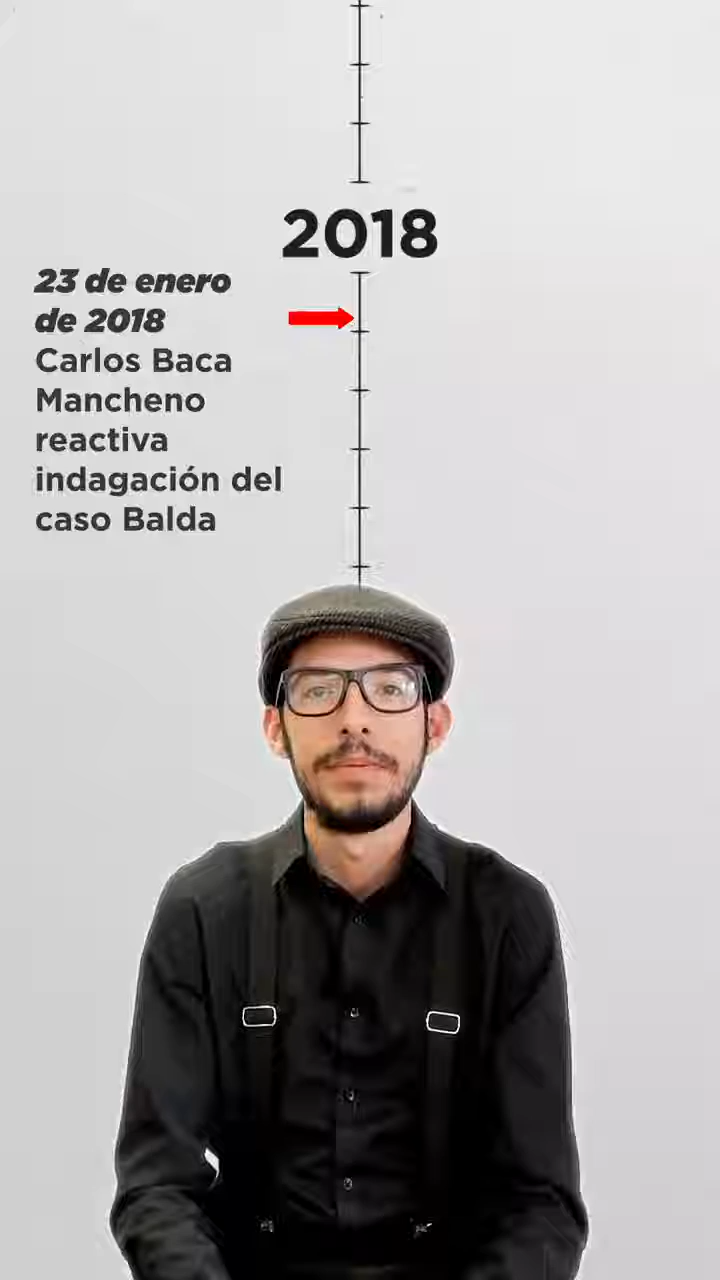 2018
23 de enero
de 2018
Carlos Baca
Mancheno
reactiva
indagación del
caso Balda